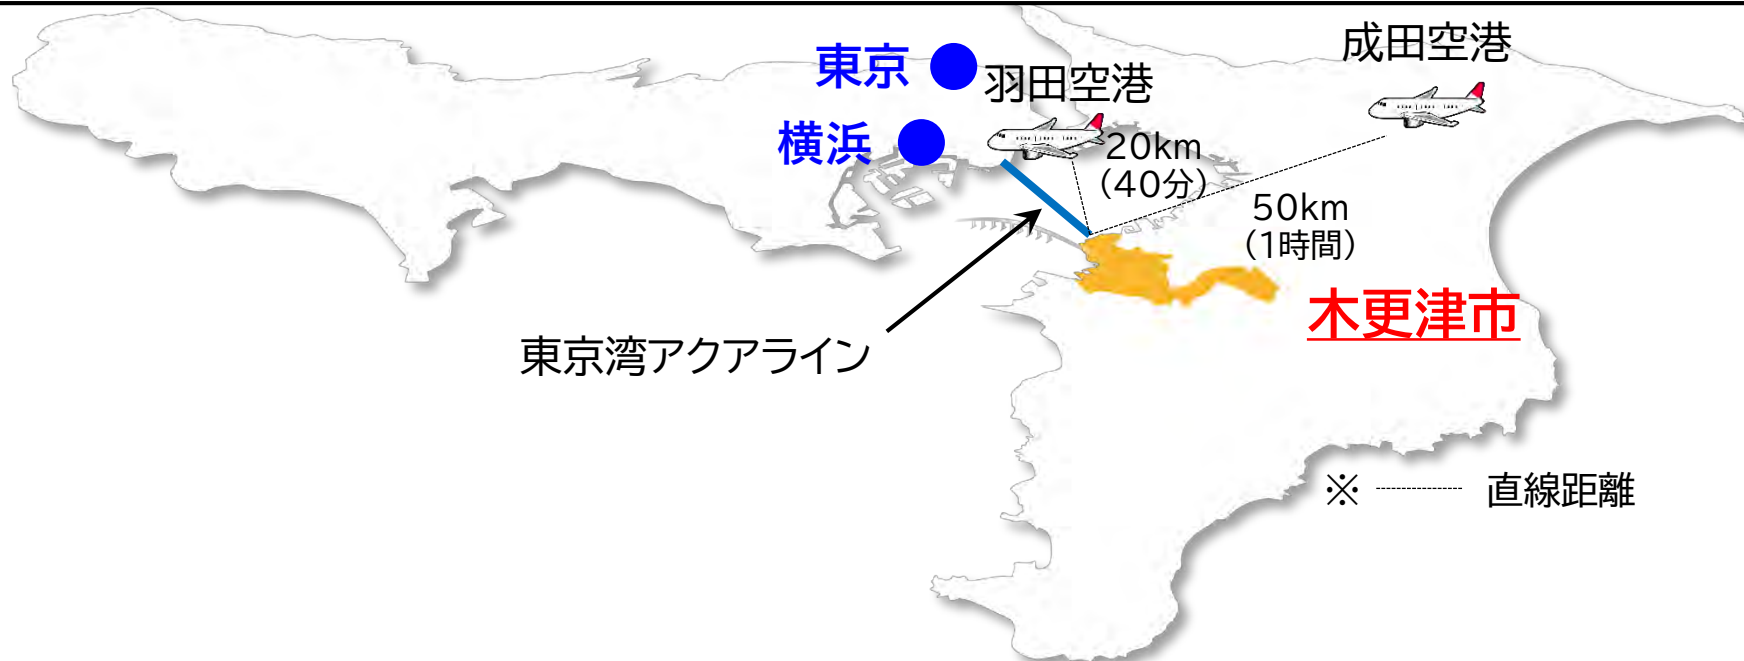 成田空港
東京
羽田空港
横浜
20km
（40分）
50km
（1時間）
木更津市
東京湾アクアライン
※ 直線距離